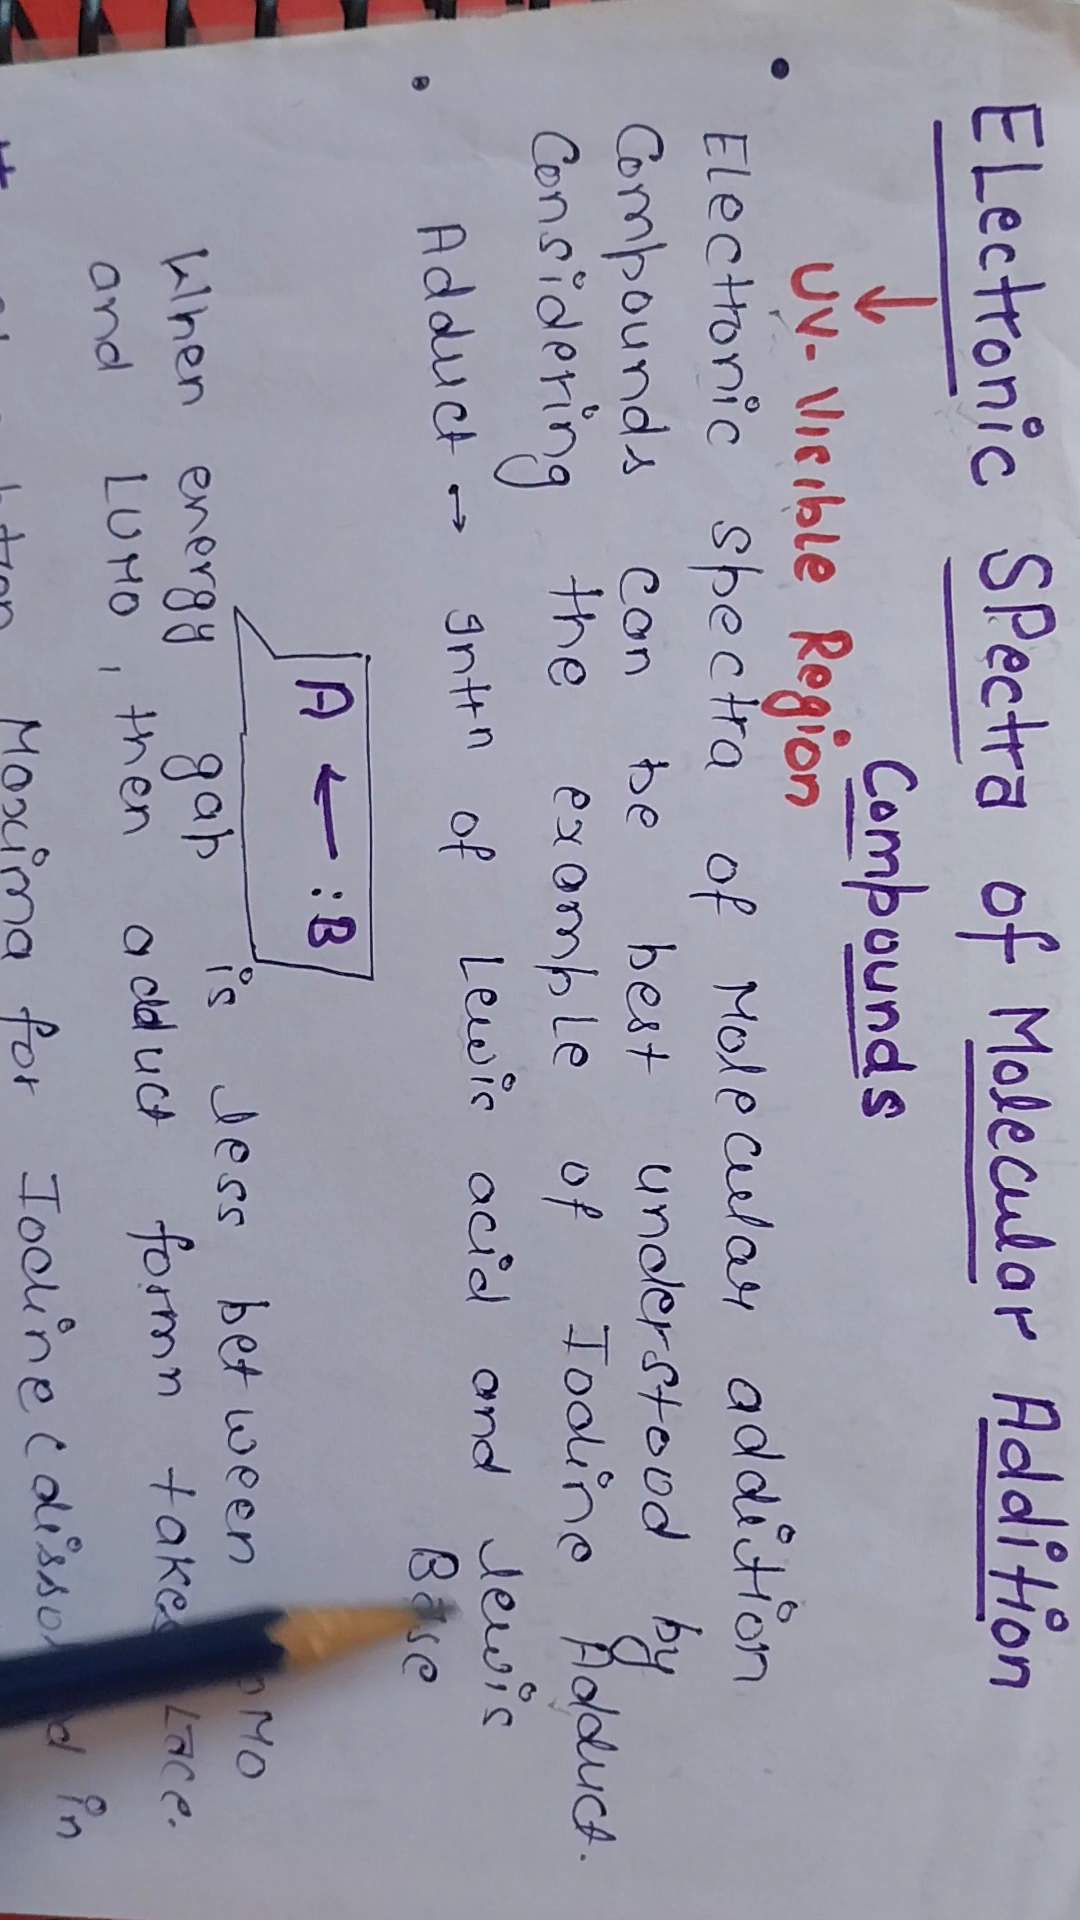 Electronic Spectra of Molecular Addition
Compounds
UV-Visible Region
Electronic spectra of Molecular addition
Compounds can be best understood by
Considering the example of Iodine Adduct.
Adduct → Intrn of Lewis acid and Lewis
Base
A ← :B
When energy gap is less between
and LUMO, then adduct formn takes
Maxima for Iodine ( in